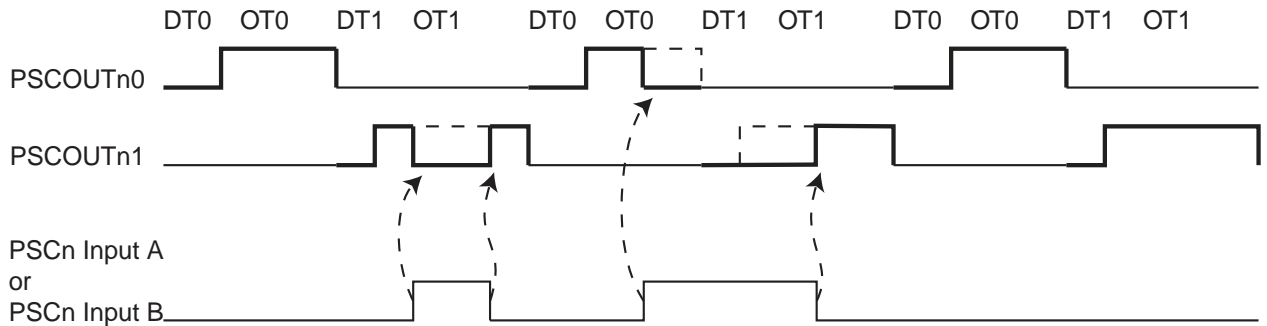 DT0 OT0 DT1 OT1 DT0 OT0 DT1 OT1 DT0 OT0 DT1 OT1
PSCOUTn0
PSCOUTn1
PSCn Input A
or
PSCn Input B